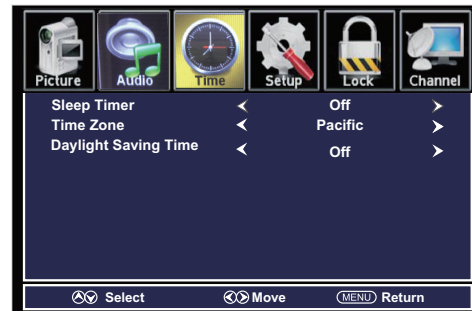 Picture Audio Time Setup Lock Channel
Sleep Timer Off
Time Zone Pacific
Daylight Saving Time Off
Select Move MENU Return